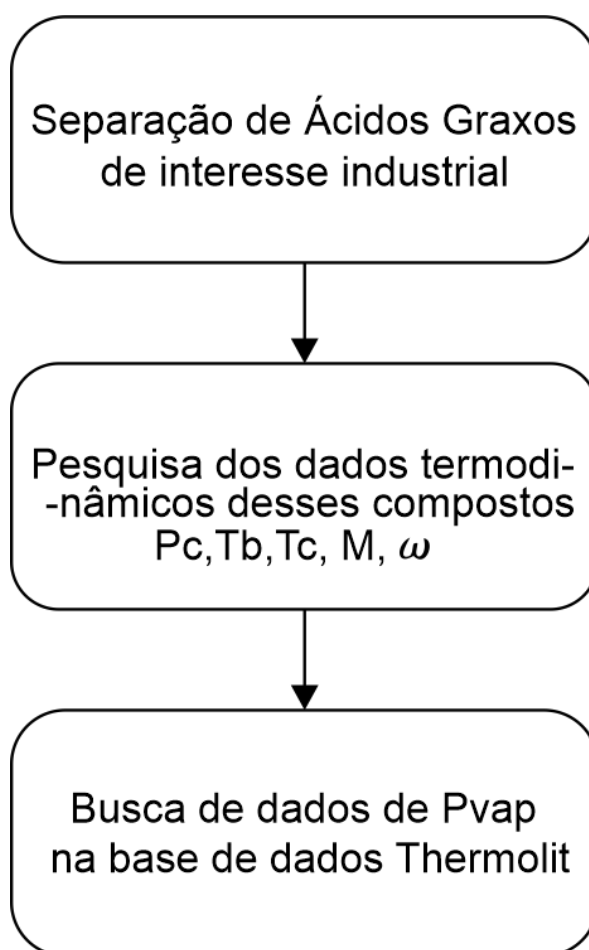 Separação de Ácidos Graxos
de interesse industrial
Pesquisa dos dados termodi-
-nâmicos desses compostos
Pc,Tb,Tc, M, ω
Busca de dados de Pvap
na base de dados Thermolit